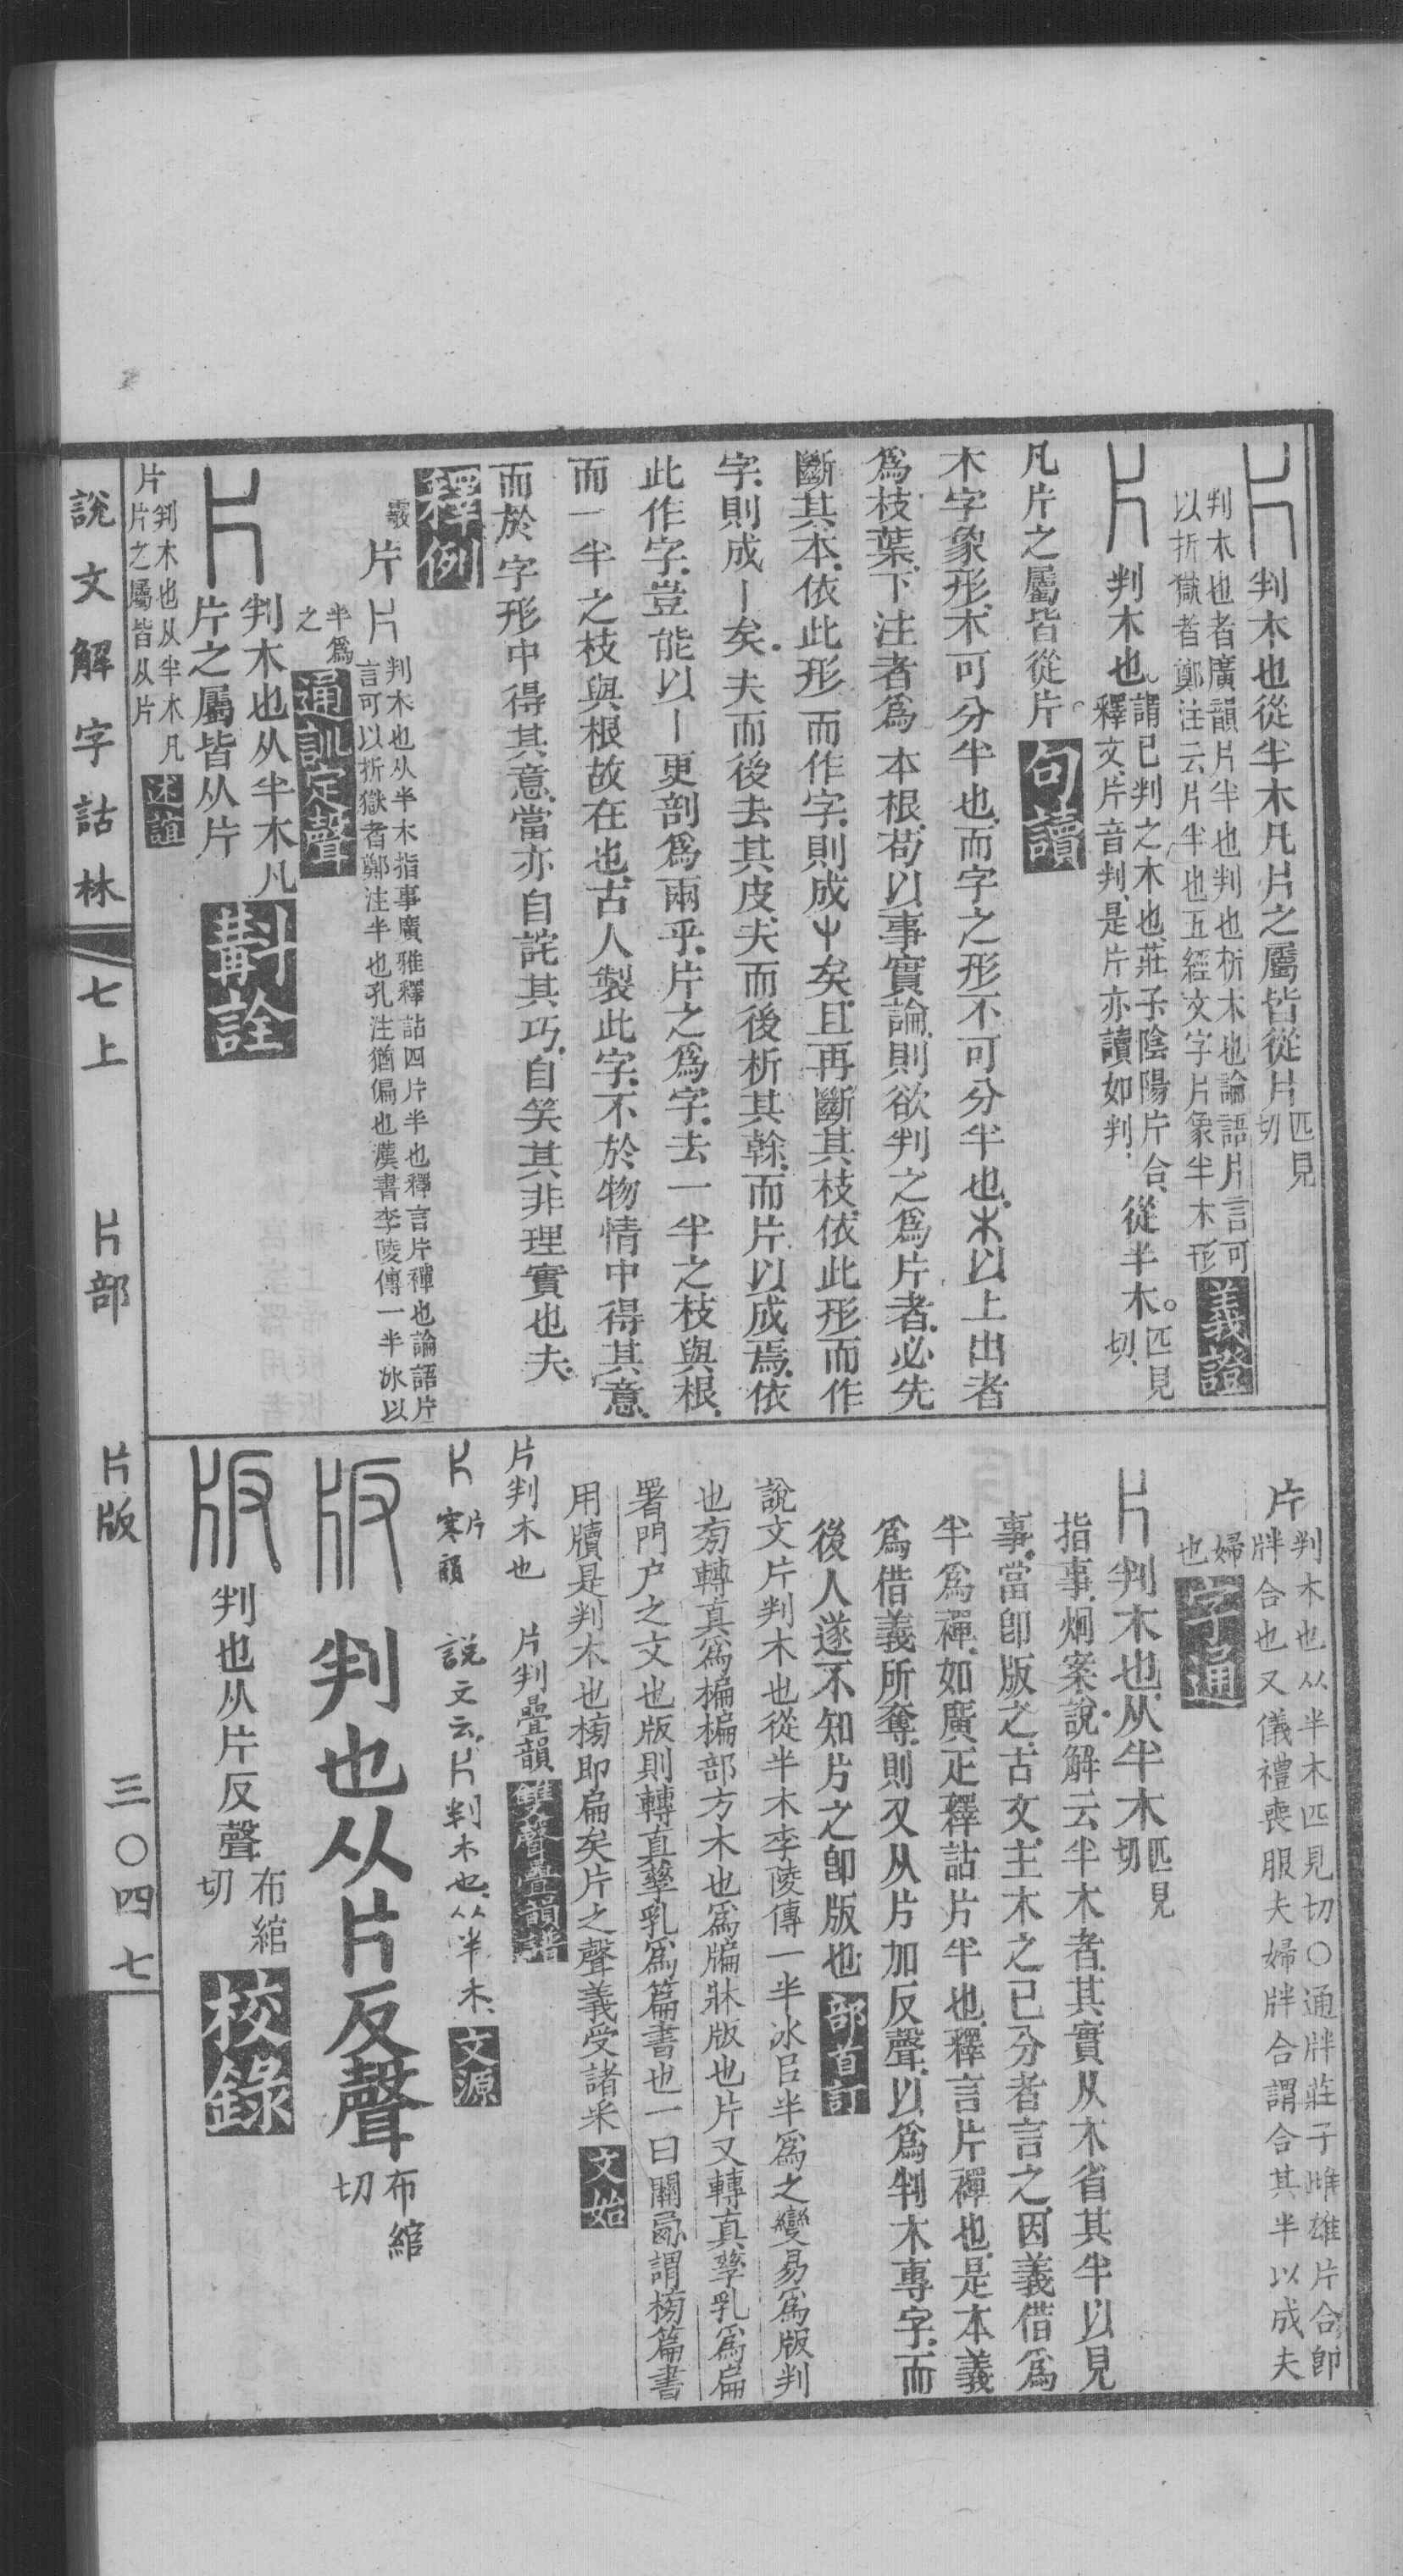 片判木也從半木凡片之屬皆從片匹見切
判木也者廣韻片半也判也析木也論語片言可
以折獄者鄭注云片半也五經文字片象半木形義證
片判木也謂已判之木也莊子陰陽片合釋文片音判是片亦讀如判從半木匹見切
凡片之屬皆從片句讀
木字象形木可分半也而字之形不可分半也木以上出者
爲枝葉下注者爲本根苟以事實論則欲判之爲片者必先
斷其本依此形而作字則成屮矣且再斷其枝依此形而作
字則成丨矣夫而後去其皮夫而後析其榦而片以成焉依
此作字豈能以丨更剖爲兩乎片之爲字去一半之枝與根
而一半之枝與根故在也古人製此字不於物情中得其意
而於字形中得其意當亦自詫其巧自笑其非理實也夫
釋例
片
片判木也从半木指事廣雅釋詁四片半也釋言片襌也論語片
言可以折獄者鄭注半也孔注猶偏也漢書李陵傳一半冰以
半爲之通訓定聲
片判木也从半木凡
片之屬皆从片斠詮
片判木也从半木凡片之屬皆从片述誼
片判木也从半木匹見切○通牉莊子雌雄片合卽
牉合也又儀禮喪服夫婦牉合謂合其半以成夫
婦也字通
片判木也从半木匹見切
指事炯案說解云半木者其實从木省其半以見
事當卽版之古文主木之已分者言之因義借爲
半爲襌如廣疋釋詁片半也釋言片襌也是本義
爲借義所奪則又从片加反聲以爲判木專字而
後人遂不知片之卽版也部首訂
說文片判木也從半木李陵傳一半冰㠯半爲之變易爲版判
也旁轉真爲楄楄部方木也爲牑牀版也片又轉真孳乳爲扁
署門戶之文也版則轉真孳乳爲篇書也一曰關西謂榜篇書
用牘是判木也榜卽扁矣片之聲義受諸釆文始
片判木也 片判疊韻雙聲疊韻譜
片片寒韻 說文云片判木也从半木文源
版判也从片反聲布綰切
版判也从片反聲布綰切校錄
說文解字詁林 七上 片部 片版 三〇四七